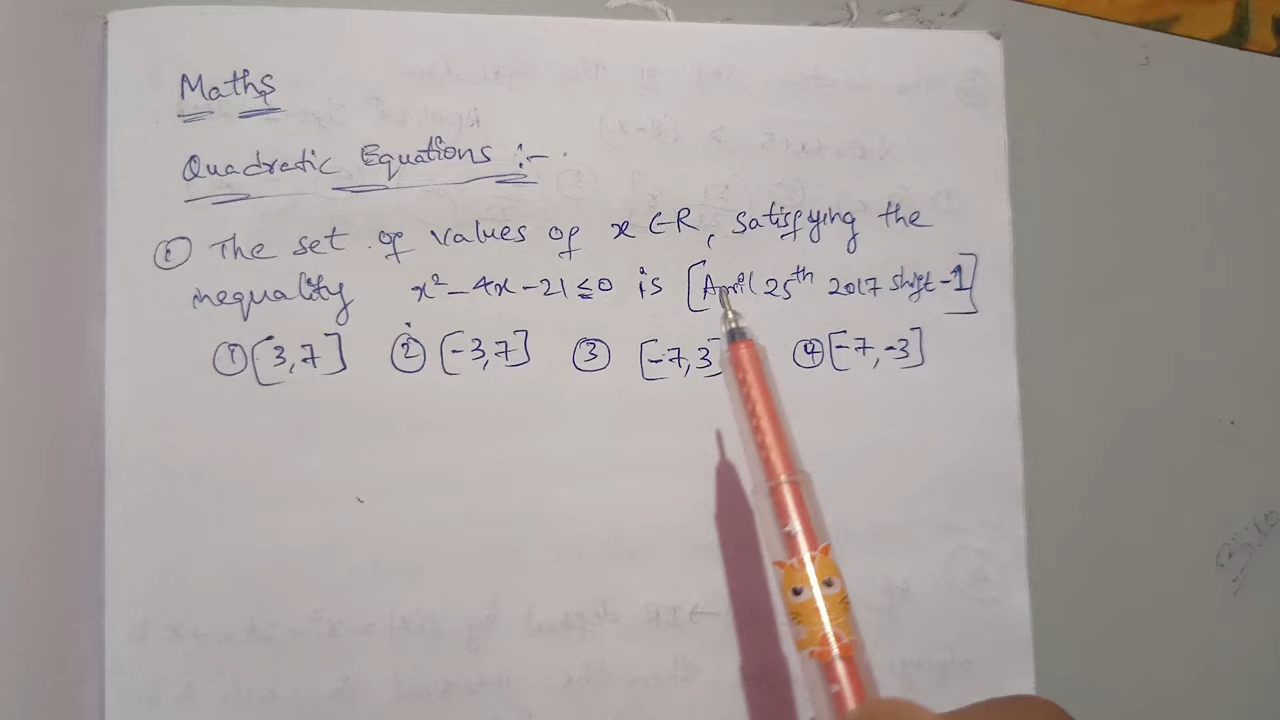 Maths
Quadratic Equations :-
① The set of values of x ∈ R, satisfying the
inequality x² - 4x - 21 ≤ 0 is [April 25th 2017 shift-1]
① [3,7] ② [-3,7] ③ [-7,3] ④ [-7,-3]